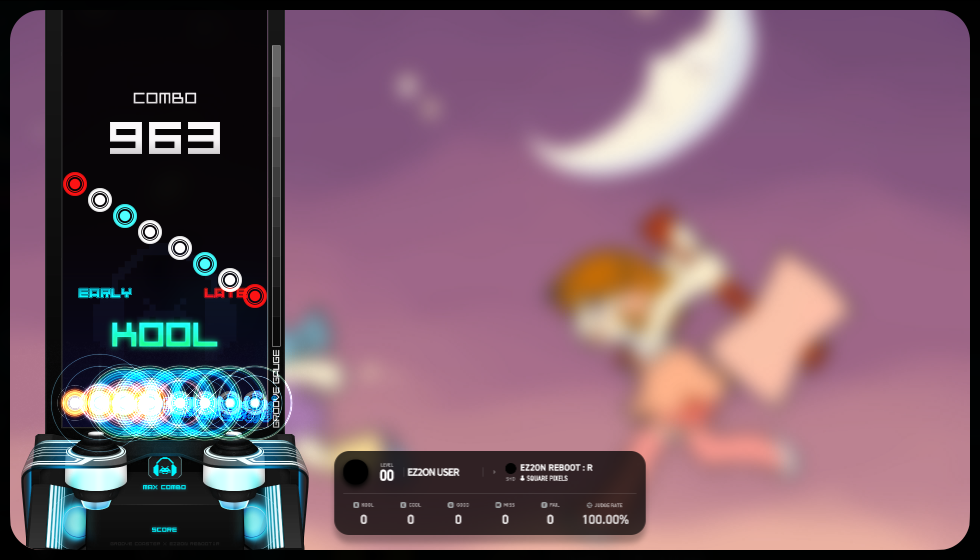 COMBO
963
EARLY LATE
KOOL
GROOVE GAUGE
MAX COMBO
SCORE
LEVEL
00 EZ2ON USER
EZ2ON REBOOT : R
SQUARE PIXELS
KOOL COOL GOOD MISS FAIL JUDGE RATE
0 0 0 0 0 100.00%